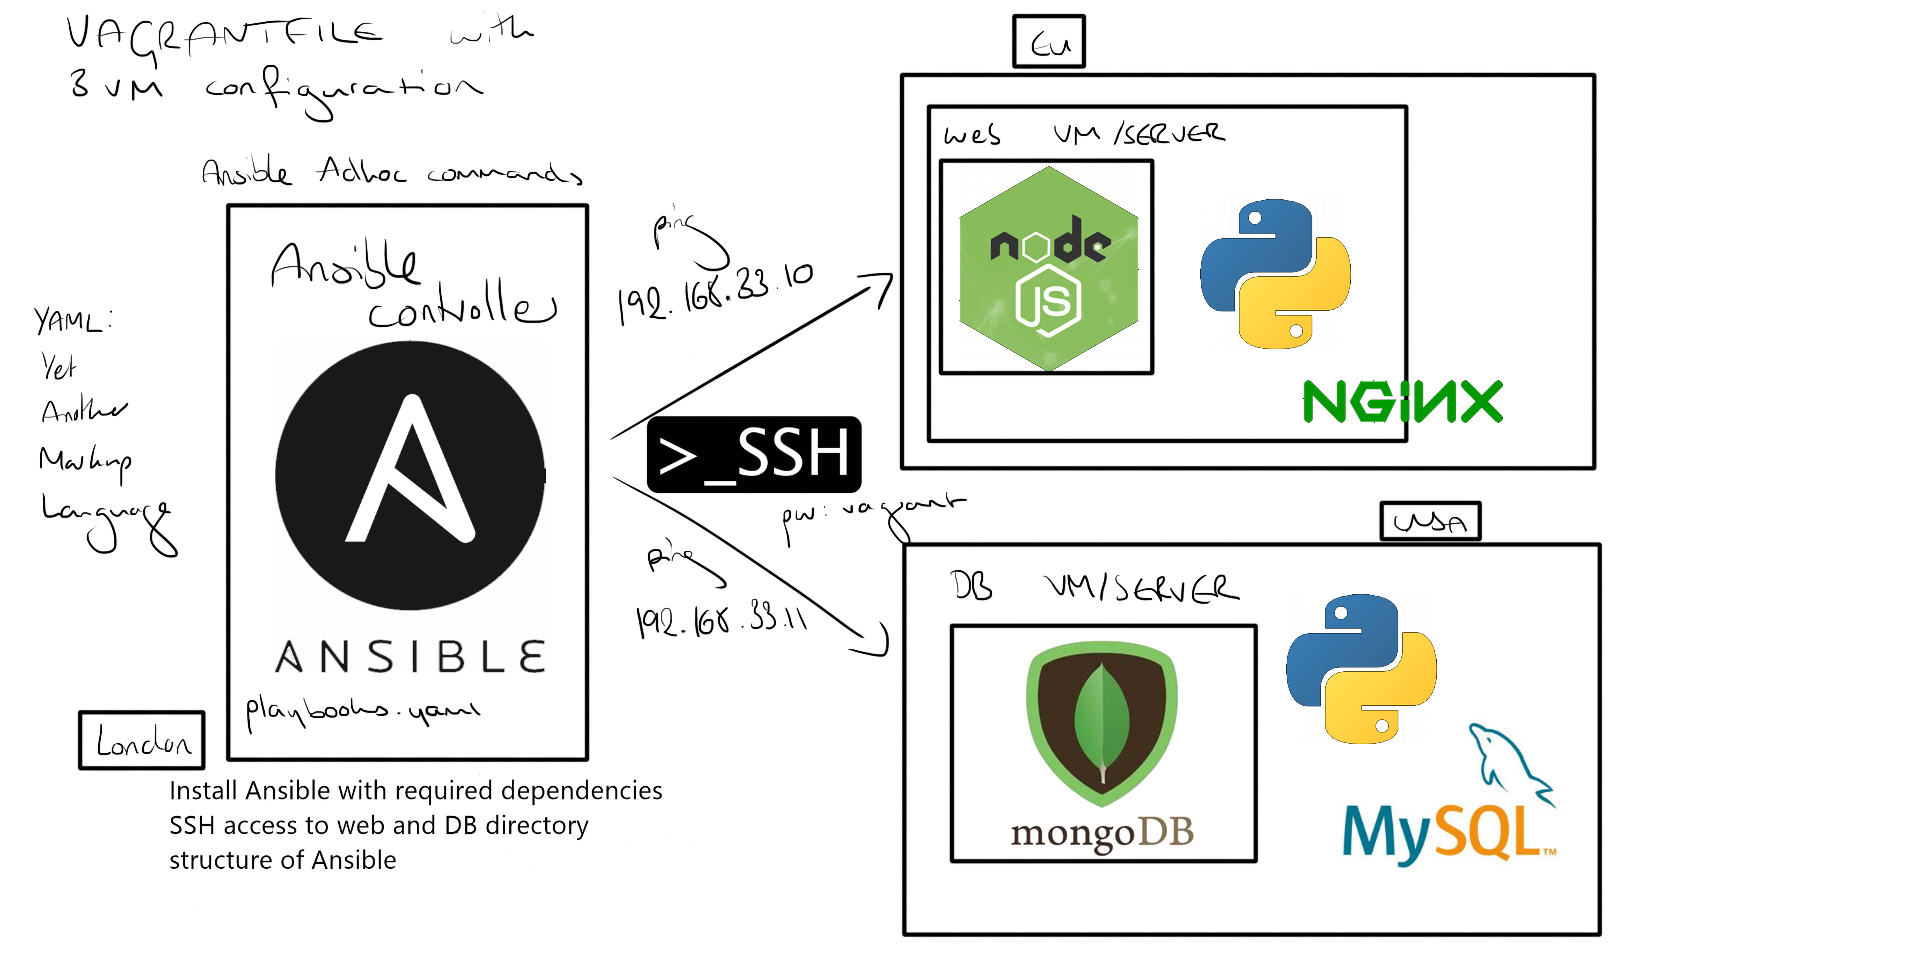 VAGRANTFILE with
3 VM configuration
Ansible Adhoc commands
Ansible
controller
YAML:
Yet
Another
Markup
Language
ANSIBLE
playbooks.yaml
London
Install Ansible with required dependencies
SSH access to web and DB directory
structure of Ansible
ping
192.168.33.10
>_SSH
pw: vagrant
ping
192.168.33.11
EU
web VM/SERVER
node
JS
NGINX
USA
DB VM/SERVER
mongoDB
MySQL™